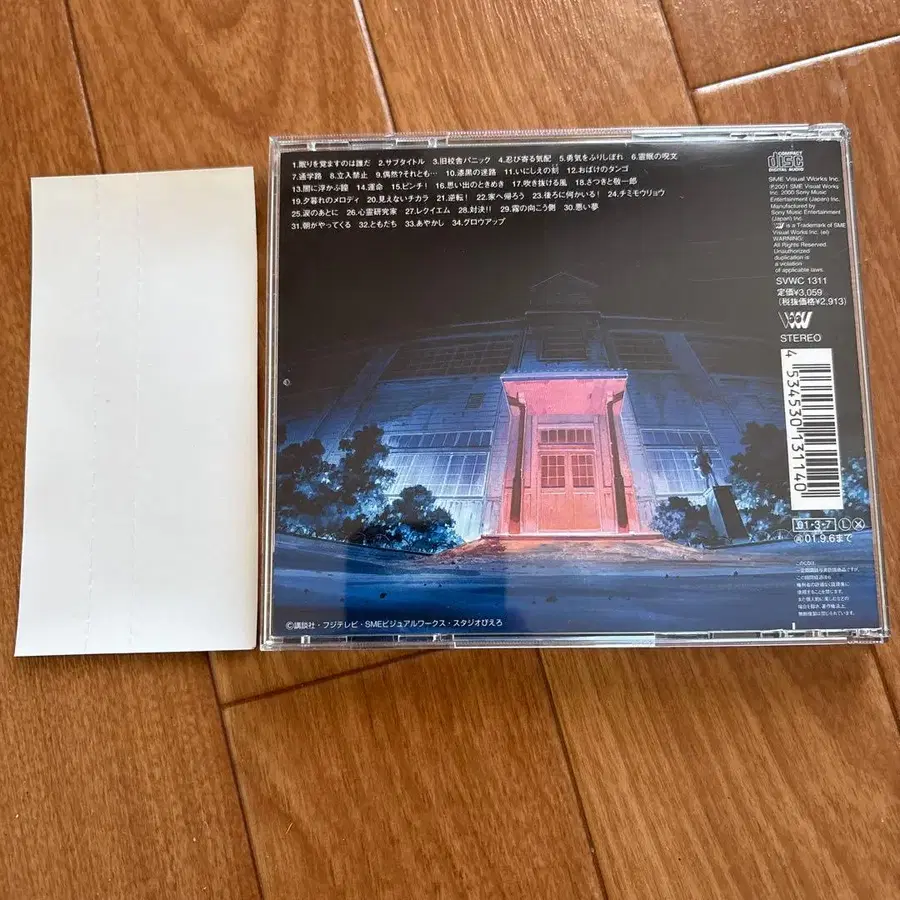 1.眠りを覚ますのは誰だ 2.サブタイトル 3.旧校舎パニック 4.忍び寄る気配 5.勇気をふりしぼれ 6.霊眠の呪文
7.通学路 8.立入禁止 9.偶然?それとも… 10.漆黒の迷路 11.いにしえの刻 12.おばけのタンゴ
13.闇に浮かぶ瞳 14.運命 15.ピンチ! 16.思い出のときめき 17.吹き抜ける風 18.さつきと敬一郎
19.夕暮れのメロディ 20.見えないチカラ 21.逆転! 22.家へ帰ろう 23.後ろに何かいる! 24.チミモウリョウ
25.涙のあとに 26.心霊研究家 27.レクイエム 28.対決!! 29.霧の向こう側 30.悪い夢
31.朝がやってくる 32.ともだち 33.あやかし 34.グロウアップ
COMPACT
disc
DIGITAL AUDIO
SME Visual Works Inc.
Ⓟ2001 SME Visual Works
Inc./2000 Sony Music
Entertainment (Japan) Inc.
Manufactured by
Sony Music Entertainment
(Japan) Inc.
is a Trademark of SME
Visual Works Inc.
WARNING:
All Rights Reserved.
Unauthorized
duplication is
a violation
of applicable laws.
SVWC 1311
定価¥3,059
(税抜価格¥2,913)
STEREO
4 534530 131140
01・3・7 Ⓛ Ⓧ
01.9.6まで
©講談社・フジテレビ・SMEビジュアルワークス・スタジオぴえろ